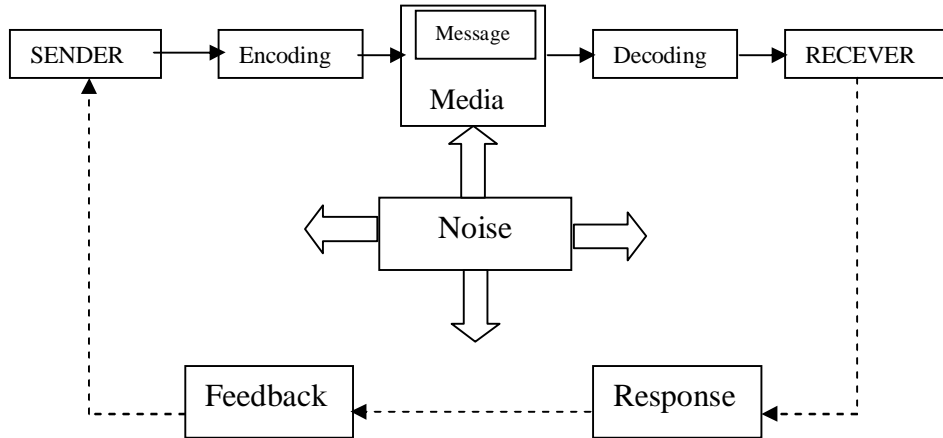 Message
SENDER
Encoding
Decoding
RECEVER
Media
Noise
Feedback
Response